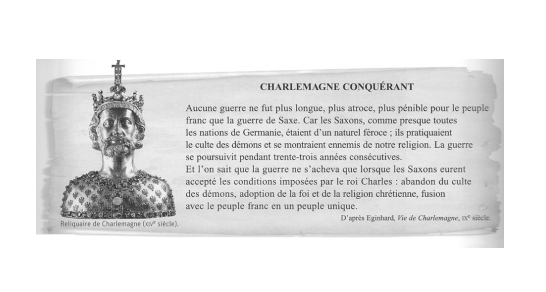 CHARLEMAGNE CONQUÉRANT
Aucune guerre ne fut plus longue, plus atroce, plus pénible pour le peuple
franc que la guerre de Saxe. Car les Saxons, comme presque toutes
les nations de Germanie, étaient d'un naturel féroce ; ils pratiquaient
le culte des démons et se montraient ennemis de notre religion. La guerre
se poursuivit pendant trente-trois années consécutives.
Et l'on sait que la guerre ne s'acheva que lorsque les Saxons eurent
accepté les conditions imposées par le roi Charles : abandon du culte
des démons, adoption de la foi et de la religion chrétienne, fusion
avec le peuple franc en un peuple unique.
D'après Eginhard, Vie de Charlemagne, IXe siècle.
Reliquaire de Charlemagne (XIVe siècle).